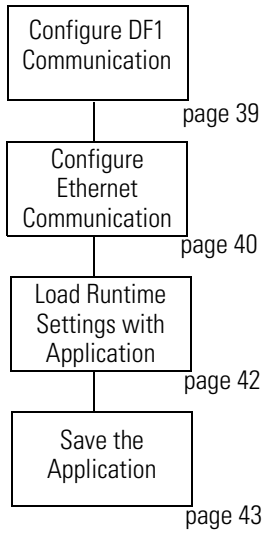 Configure DF1
Communication
page 39
Configure
Ethernet
Communication
page 40
Load Runtime
Settings with
Application
page 42
Save the
Application
page 43